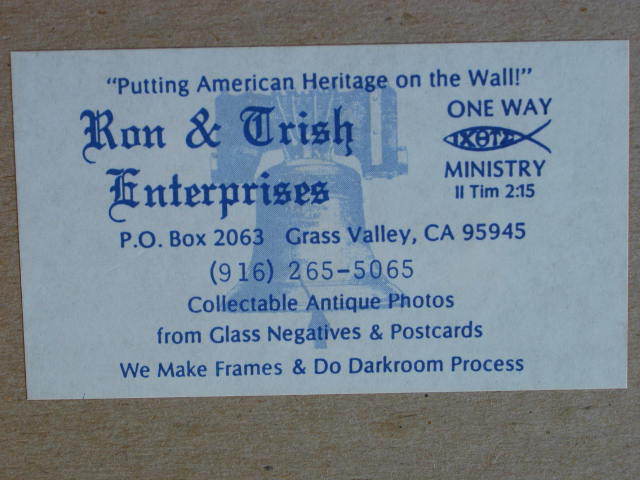 "Putting American Heritage on the Wall!"
Ron & Trish
Enterprises
ONE WAY
ΙΧΘΥΣ
MINISTRY
II Tim 2:15
P.O. Box 2063 Grass Valley, CA 95945
(916) 265-5065
Collectable Antique Photos
from Glass Negatives & Postcards
We Make Frames & Do Darkroom Process